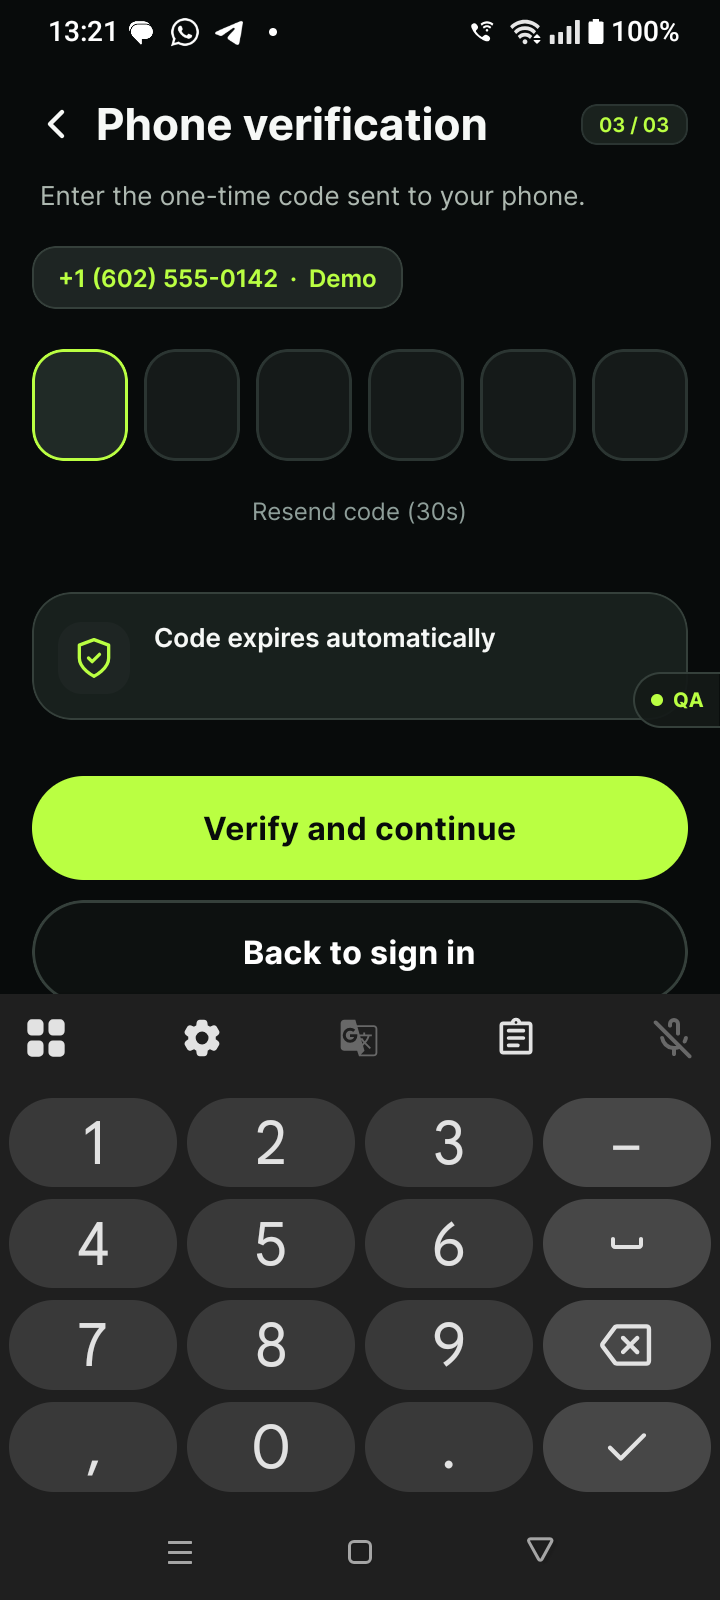 13:21 100%
Phone verification 03 / 03
Enter the one-time code sent to your phone.
+1 (602) 555-0142 · Demo
Resend code (30s)
Code expires automatically
QA
Verify and continue
Back to sign in
1 2 3 –
4 5 6
7 8 9
, 0 .